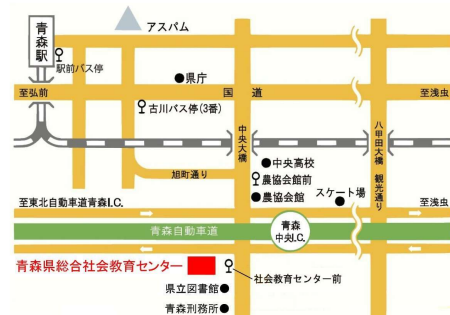 アスパム
青森駅
駅前バス停
県庁
至弘前
国道
至浅虫
古川バス停(3番)
中央大橋
八甲田大橋
観光通り
中央高校
旭町通り
農協会館前
スケート場
農協会館
至東北自動車道青森I.C.
至浅虫
青森自動車道
青森
中央I.C.
青森県総合社会教育センター
社会教育センター前
県立図書館
青森刑務所